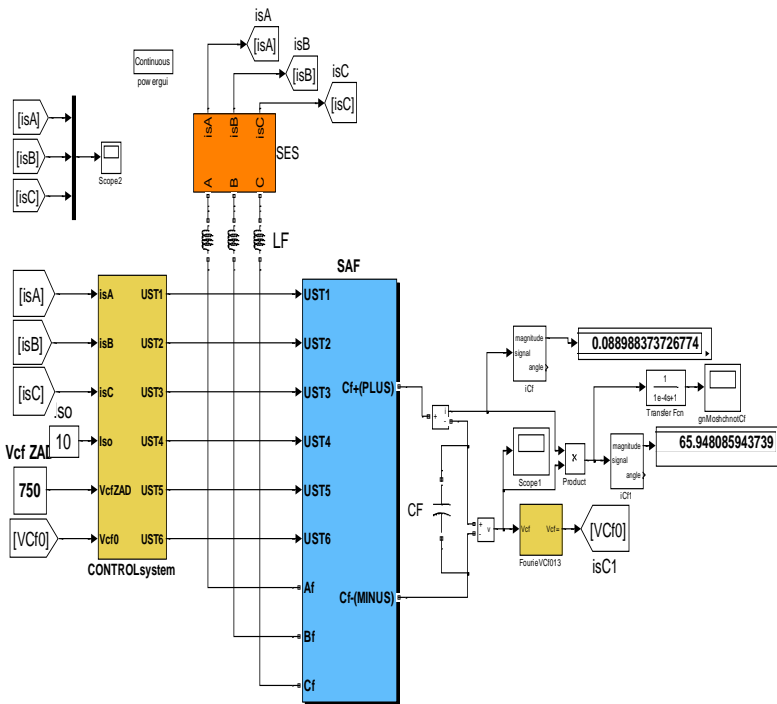 isA
[isA]
isB
[isB]
isC
[isC]
Continuous
pow ergui
[isA]
[isB]
[isC]
Scope2
isA
isB
isC
SES
A
B
C
LF
SAF
[isA]
[isB]
[isC]
Iso
10
Vcf ZAD
750
[VCf0]
isA
isB
isC
Iso
VcfZAD
Vcf0
UST1
UST2
UST3
UST4
UST5
UST6
CONTROLsystem
UST1
UST2
UST3
UST4
UST5
UST6
Af
Bf
Cf
Cf+(PLUS)
Cf-(MINUS)
+
i
-
CF
+
-
v
magnitude
signal
angle
iCf
0.088988373726774
1
1e-4s+1
Transfer Fcn
gnMoshchnotCf
Scope1
x
Product
magnitude
signal
angle
iCf1
65.948085943739
Vcf
Vcf=
FourieVCf013
[VCf0]
isC1